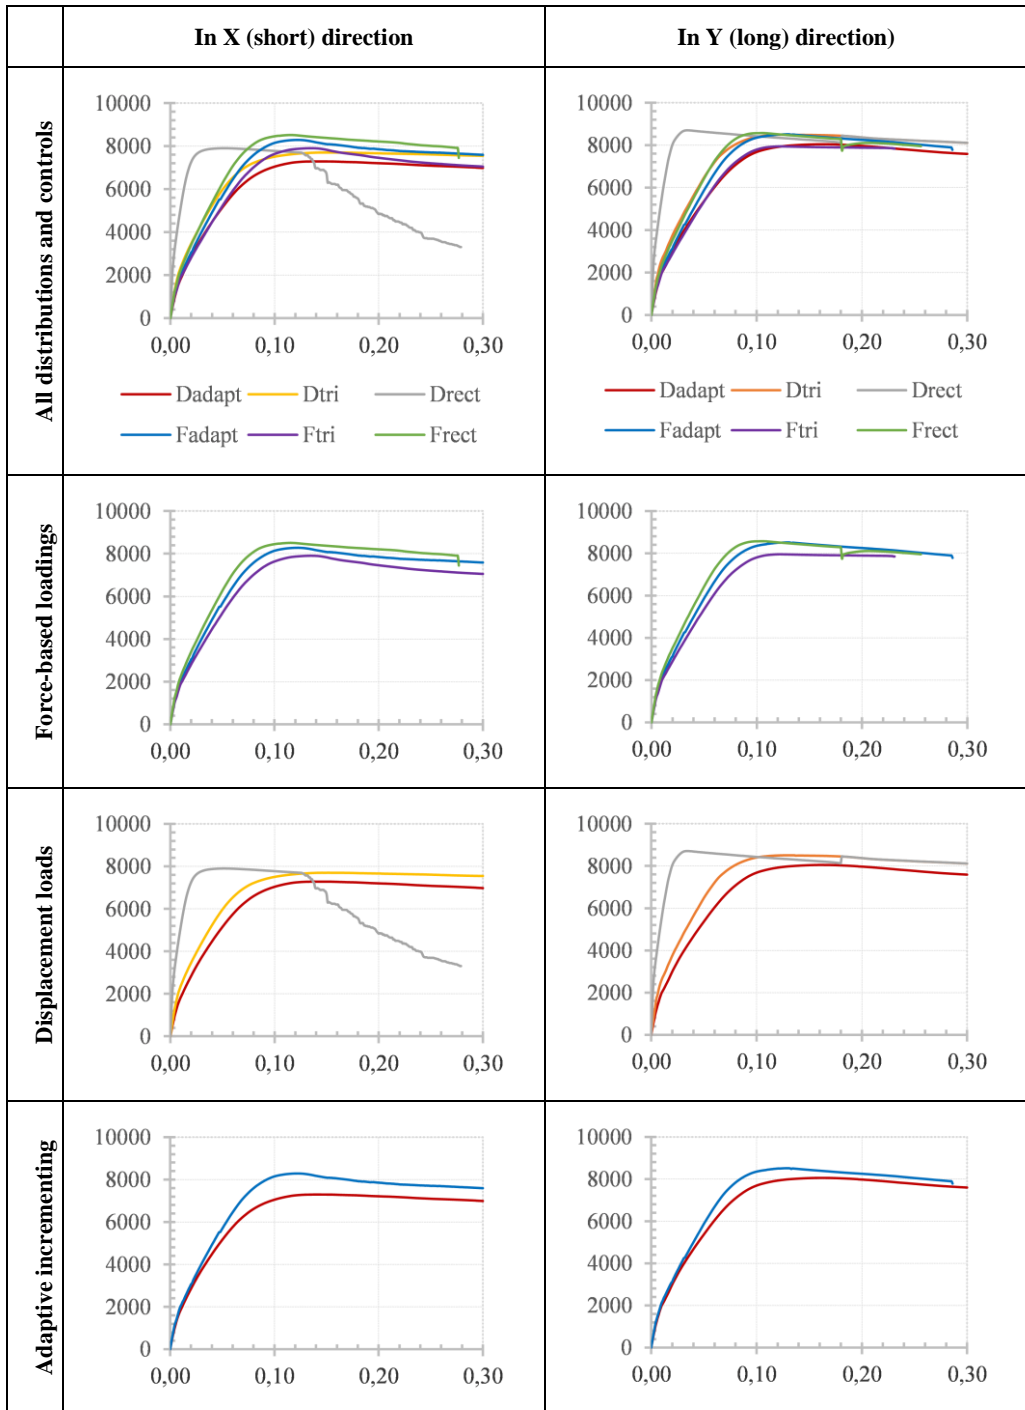 In X (short) direction
In Y (long) direction)
All distributions and controls
10000
8000
6000
4000
2000
0
0,00 0,10 0,20 0,30
Dadapt Dtri Drect
Fadapt Ftri Frect
10000
8000
6000
4000
2000
0
0,00 0,10 0,20 0,30
Dadapt Dtri Drect
Fadapt Ftri Frect
Force-based loadings
10000
8000
6000
4000
2000
0
0,00 0,10 0,20 0,30
10000
8000
6000
4000
2000
0
0,00 0,10 0,20 0,30
Displacement loads
10000
8000
6000
4000
2000
0
0,00 0,10 0,20 0,30
10000
8000
6000
4000
2000
0
0,00 0,10 0,20 0,30
Adaptive incrementing
10000
8000
6000
4000
2000
0
0,00 0,10 0,20 0,30
10000
8000
6000
4000
2000
0
0,00 0,10 0,20 0,30